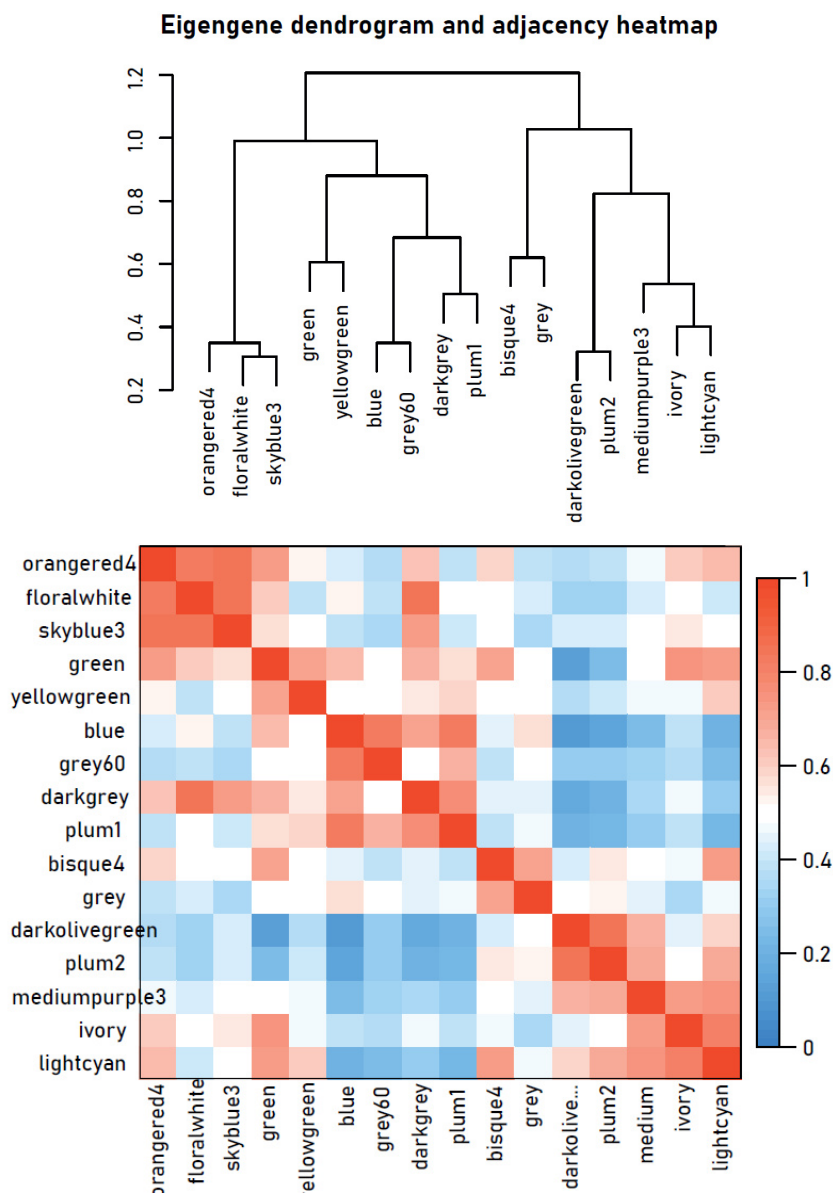 Eigengene dendrogram and adjacency heatmap
1.2
1.0
0.8
0.6
0.4
0.2
orangered4
floralwhite
skyblue3
green
yellowgreen
blue
grey60
darkgrey
plum1
bisque4
grey
darkolivegreen
plum2
mediumpurple3
ivory
lightcyan
orangered4
floralwhite
skyblue3
green
yellowgreen
blue
grey60
darkgrey
plum1
bisque4
grey
darkolivegreen
plum2
mediumpurple3
ivory
lightcyan
1
0.8
0.6
0.4
0.2
0
orangered4
floralwhite
skyblue3
green
yellowgreen
blue
grey60
darkgrey
plum1
bisque4
grey
darkolive...
plum2
medium
ivory
lightcyan